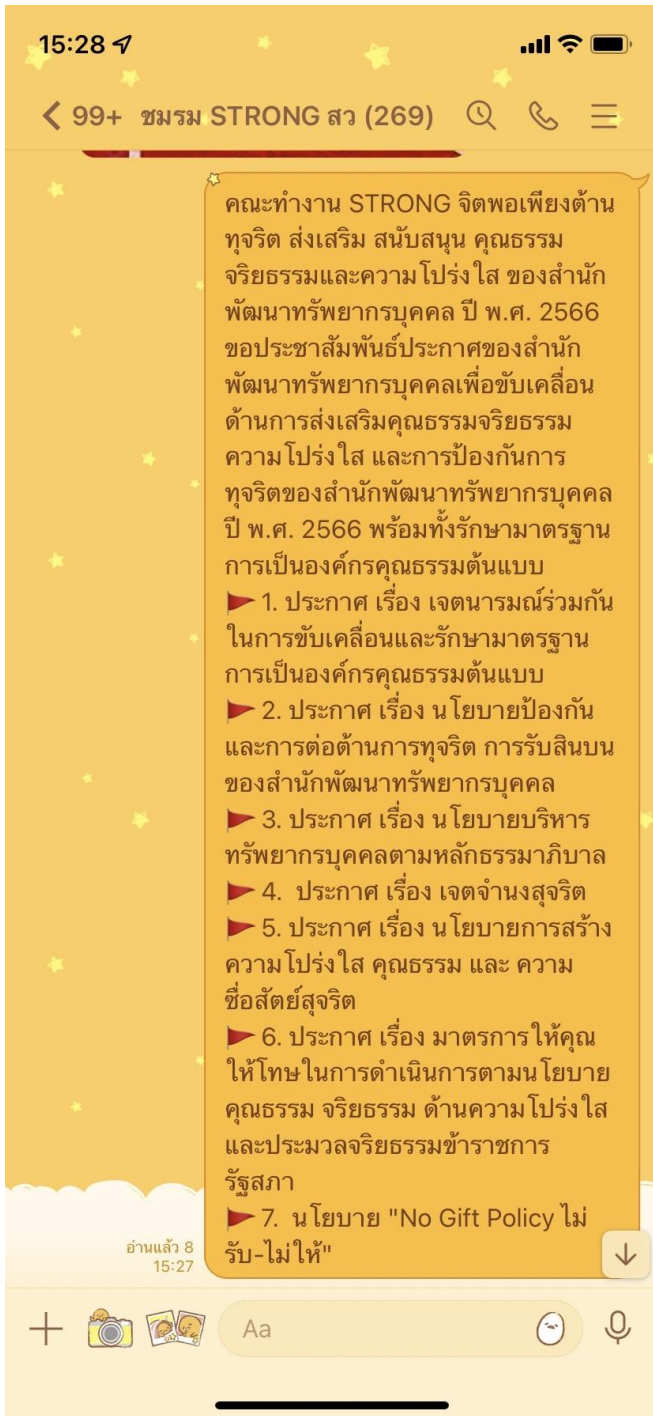 15:28
99+ ชมรม STRONG สว (269)
คณะทำงาน STRONG จิตพอเพียงต้าน
ทุจริต ส่งเสริม สนับสนุน คุณธรรม
จริยธรรมและความโปร่งใส ของสำนัก
พัฒนาทรัพยากรบุคคล ปี พ.ศ. 2566
ขอประชาสัมพันธ์ประกาศของสำนัก
พัฒนาทรัพยากรบุคคลเพื่อขับเคลื่อน
ด้านการส่งเสริมคุณธรรมจริยธรรม
ความโปร่งใส และการป้องกันการ
ทุจริตของสำนักพัฒนาทรัพยากรบุคคล
ปี พ.ศ. 2566 พร้อมทั้งรักษามาตรฐาน
การเป็นองค์กรคุณธรรมต้นแบบ
🚩 1. ประกาศ เรื่อง เจตนารมณ์ร่วมกัน
ในการขับเคลื่อนและรักษามาตรฐาน
การเป็นองค์กรคุณธรรมต้นแบบ
🚩 2. ประกาศ เรื่อง นโยบายป้องกัน
และการต่อต้านการทุจริต การรับสินบน
ของสำนักพัฒนาทรัพยากรบุคคล
🚩 3. ประกาศ เรื่อง นโยบายบริหาร
ทรัพยากรบุคคลตามหลักธรรมาภิบาล
🚩 4. ประกาศ เรื่อง เจตจำนงสุจริต
🚩 5. ประกาศ เรื่อง นโยบายการสร้าง
ความโปร่งใส คุณธรรม และ ความ
ซื่อสัตย์สุจริต
🚩 6. ประกาศ เรื่อง มาตรการให้คุณ
ให้โทษในการดำเนินการตามนโยบาย
คุณธรรม จริยธรรม ด้านความโปร่งใส
และประมวลจริยธรรมข้าราชการ
รัฐสภา
🚩 7. นโยบาย "No Gift Policy ไม่
รับ-ไม่ให้"
อ่านแล้ว 8
15:27
Aa